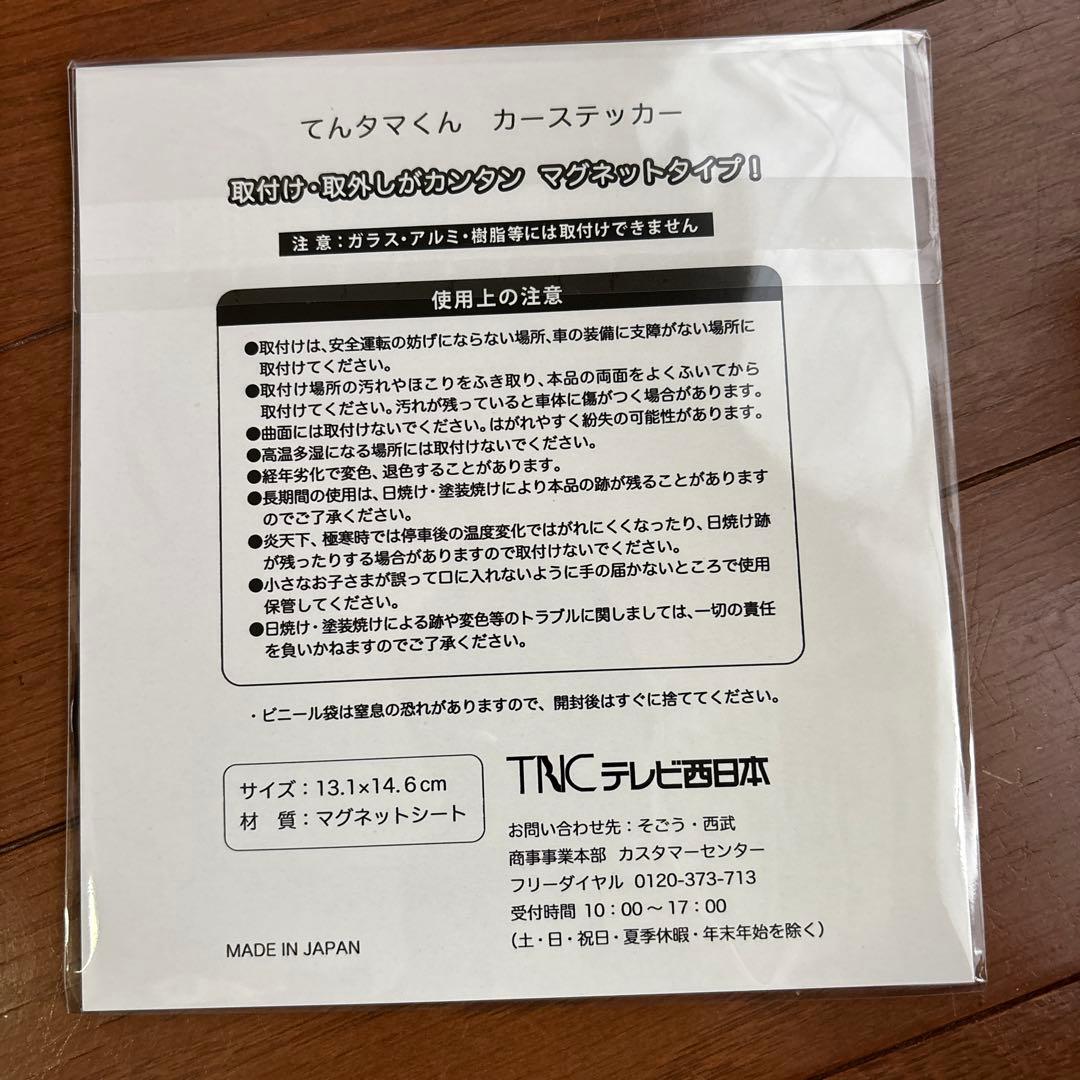 てんタマくん　カーステッカー
取付け・取外しがカンタン　マグネットタイプ！
注 意：ガラス・アルミ・樹脂等には取付けできません
使用上の注意
●取付けは、安全運転の妨げにならない場所、車の装備に支障がない場所に
取付けてください。
●取付け場所の汚れやほこりをふき取り、本品の両面をよくふいてから
取付けてください。汚れが残っていると車体に傷がつく場合があります。
●曲面には取付けないでください。はがれやすく紛失の可能性があります。
●高温多湿になる場所には取付けないでください。
●経年劣化で変色、退色することがあります。
●長期間の使用は、日焼け・塗装焼けにより本品の跡が残ることがあります
のでご了承ください。
●炎天下、極寒時では停車後の温度変化ではがれにくくなったり、日焼け跡
が残ったりする場合がありますので取付けないでください。
●小さなお子さまが誤って口に入れないように手の届かないところで使用
保管してください。
●日焼け・塗装焼けによる跡や変色等のトラブルに関しましては、一切の責任
を負いかねますのでご了承ください。
・ビニール袋は窒息の恐れがありますので、開封後はすぐに捨ててください。
サイズ：13.1×14.6cm
材　質：マグネットシート
TNCテレビ西日本
お問い合わせ先：そごう・西武
商事事業本部　カスタマーセンター
フリーダイヤル 0120-373-713
受付時間 10：00～17：00
（土・日・祝日・夏季休暇・年末年始を除く）
MADE IN JAPAN